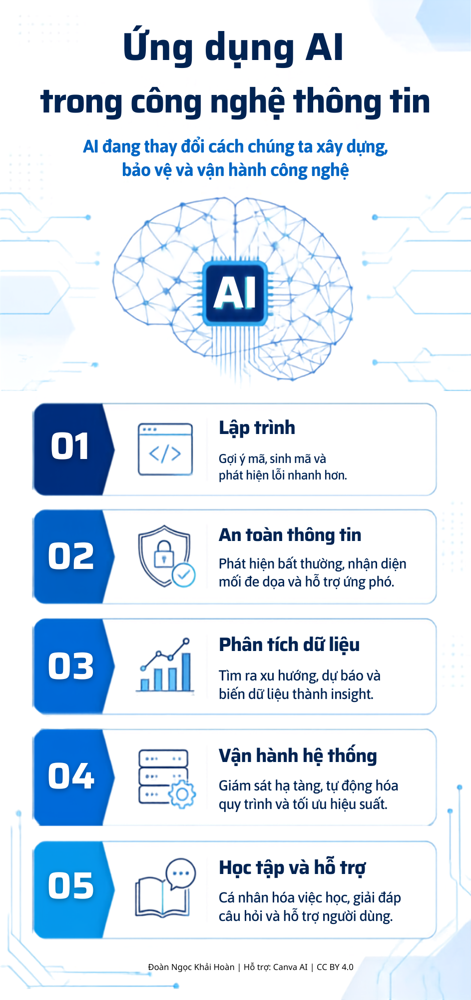 Ứng dụng AI
trong công nghệ thông tin
AI đang thay đổi cách chúng ta xây dựng,
bảo vệ và vận hành công nghệ
AI
01
Lập trình
Gợi ý mã, sinh mã và
phát hiện lỗi nhanh hơn.
02
An toàn thông tin
Phát hiện bất thường, nhận diện
mối đe dọa và hỗ trợ ứng phó.
03
Phân tích dữ liệu
Tìm ra xu hướng, dự báo và
biến dữ liệu thành insight.
04
Vận hành hệ thống
Giám sát hạ tàng, tự động hóa
quy trình và tối ưu hiệu suất.
05
Học tập và hỗ trợ
Cá nhân hóa việc học, giải đáp
câu hỏi và hỗ trợ người dùng.
Đoàn Ngọc Khải Hoàn | Hỗ trợ: Canva AI | CC BY 4.0